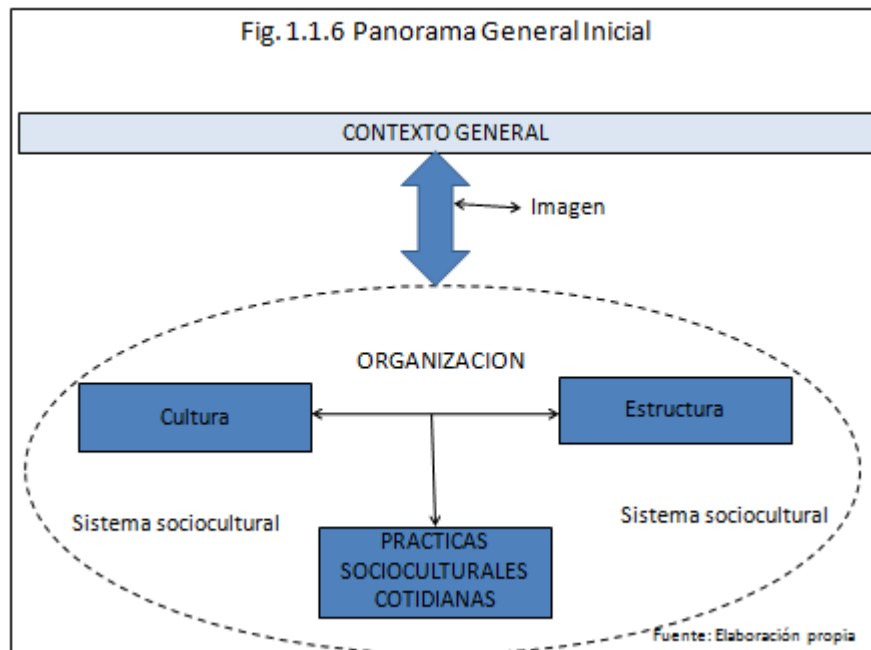 Fig. 1.1.6 Panorama General Inicial
CONTEXTO GENERAL
Imagen
ORGANIZACION
Cultura
Estructura
Sistema sociocultural
Sistema sociocultural
PRACTICAS
SOCIOCULTURALES
COTIDIANAS
Fuente: Elaboración propia